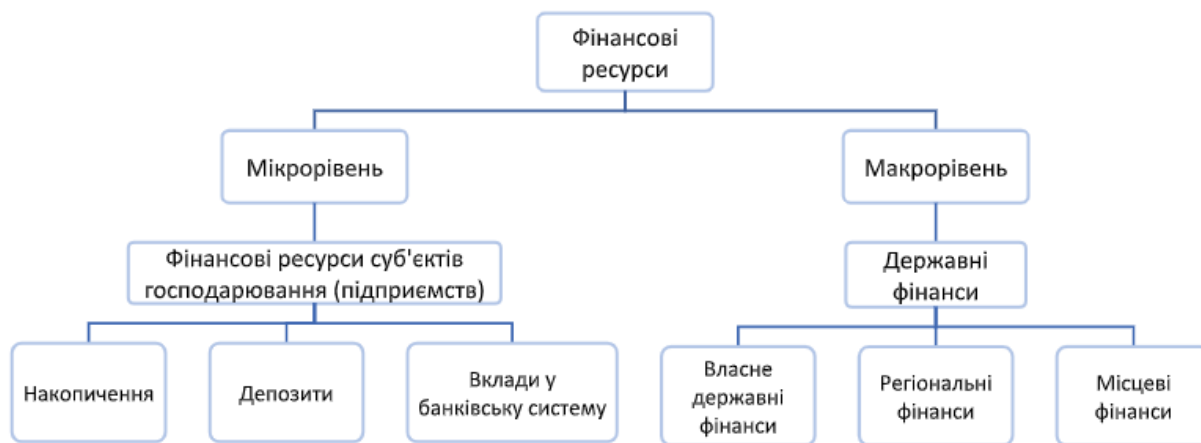 Фінансові
ресурси
Мікрорівень
Макрорівень
Фінансові ресурси суб'єктів
господарювання (підприємств)
Державні
фінанси
Накопичення
Депозити
Вклади у
банківську систему
Власне
державні
фінанси
Регіональні
фінанси
Місцеві
фінанси